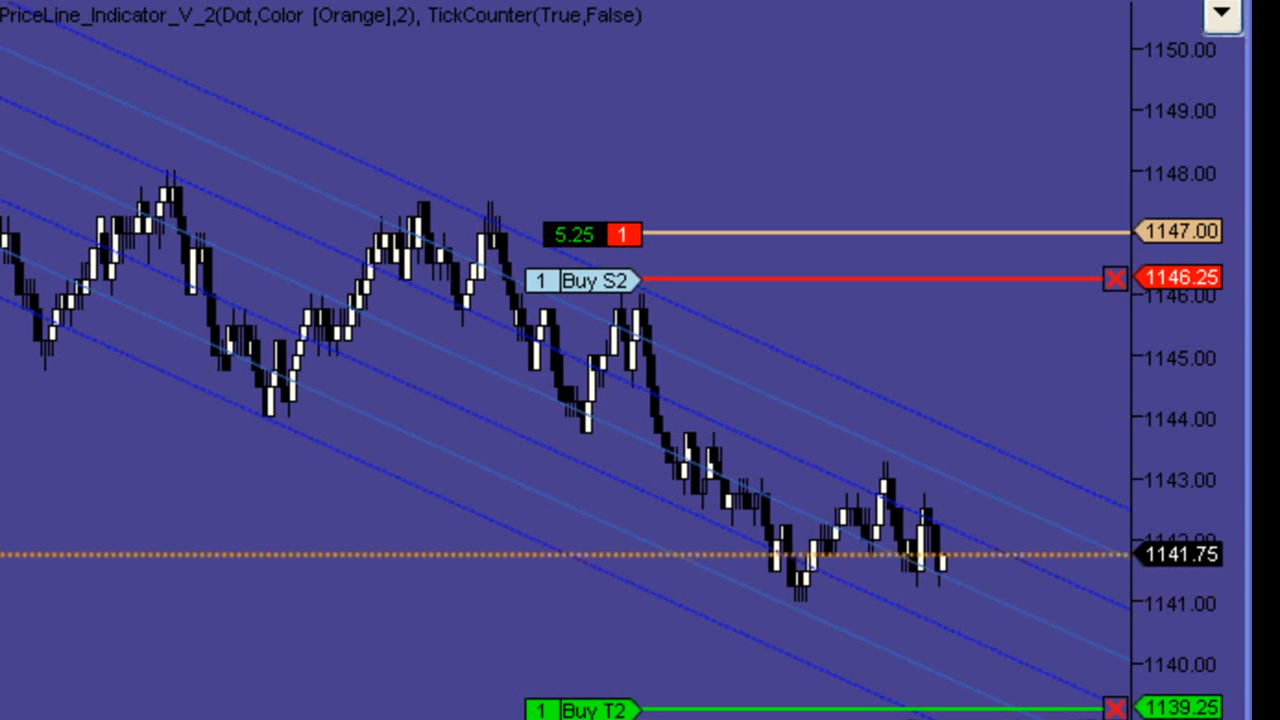 PriceLine_Indicator_V_2(Dot,Color [Orange],2), TickCounter(True,False)
1150.00
1149.00
1148.00
5.25 1 1147.00
1 Buy S2 1146.25
1146.00
1145.00
1144.00
1143.00
1142.00
1141.75
1141.00
1140.00
1 Buy T2 1139.25